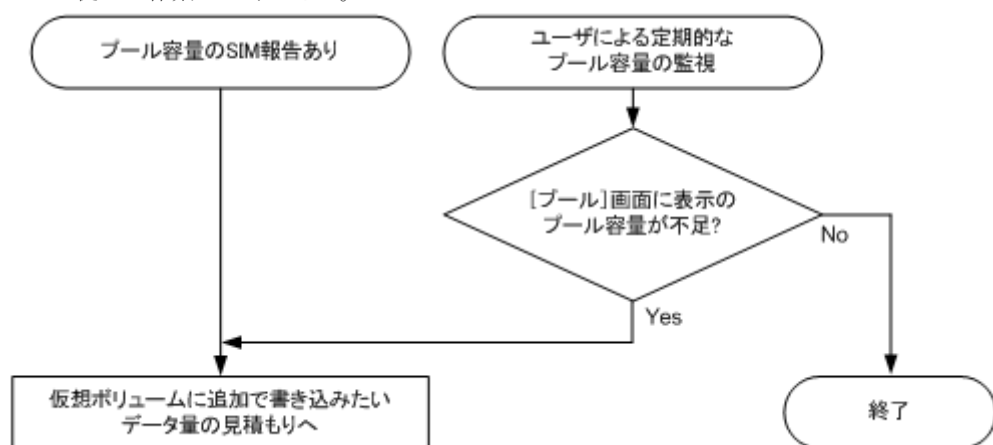 プール容量のSIM報告あり
ユーザによる定期的な
プール容量の監視
[プール]画面に表示の
プール容量が不足?
No
Yes
仮想ボリュームに追加で書き込みたい
データ量の見積もりへ
終了